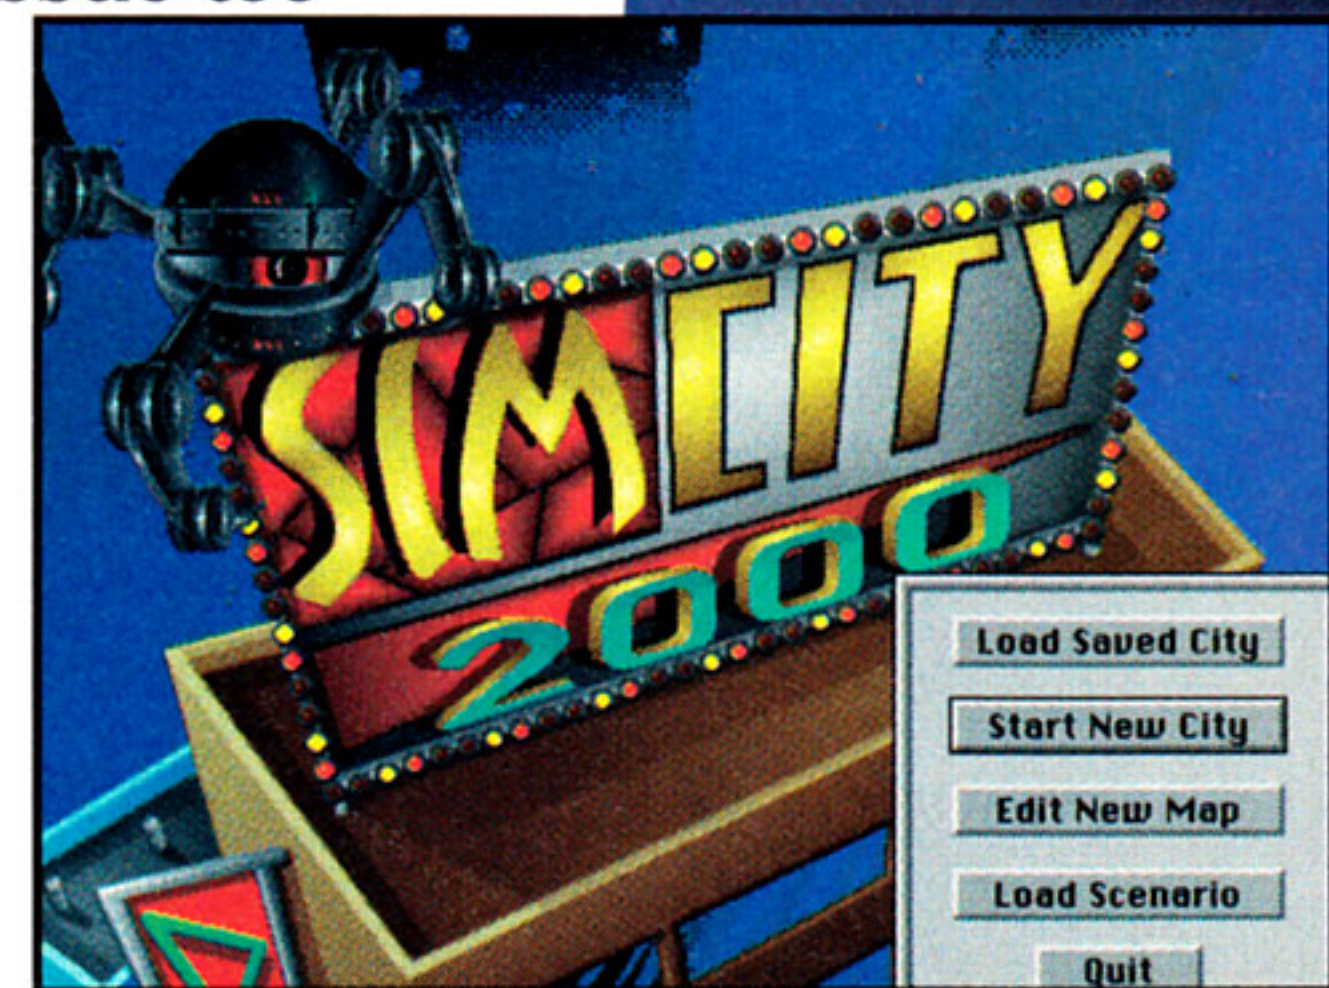 SIMCITY
2000
Load Saved City
Start New City
Edit New Map
Load Scenario
Quit